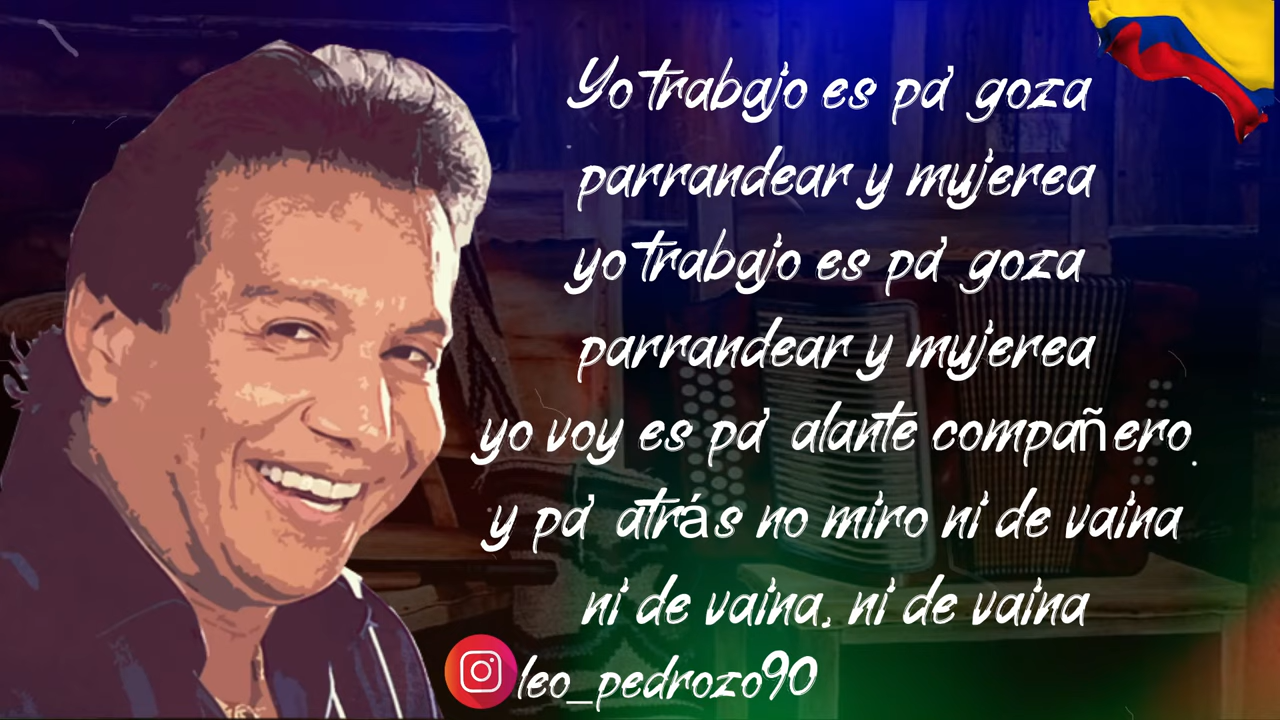 Yo trabajo es pa' goza
parrandear y mujerea
yo trabajo es pa' goza
parrandear y mujerea
yo voy es pa' alante compañero
y pa' atrás no miro ni de vaina
ni de vaina, ni de vaina
leo_pedrozo90